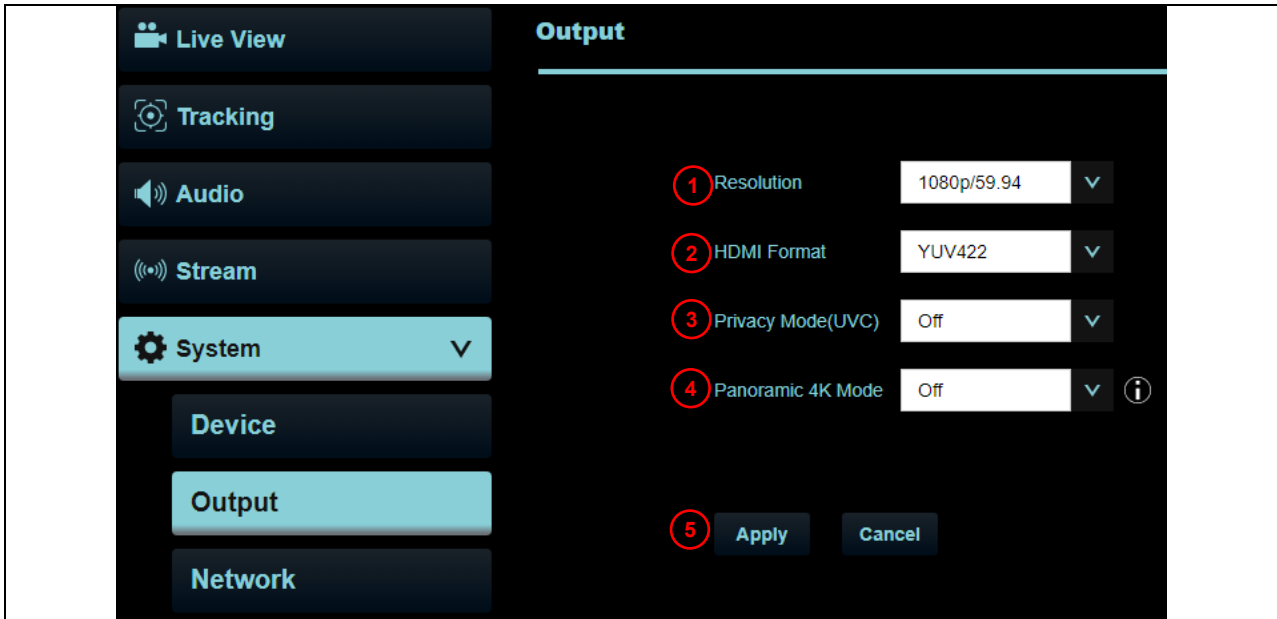 Live View
Tracking
Audio
Stream
System
Device
Output
Network
Output
1 Resolution 1080p/59.94
2 HDMI Format YUV422
3 Privacy Mode(UVC) Off
4 Panoramic 4K Mode Off
5 Apply Cancel